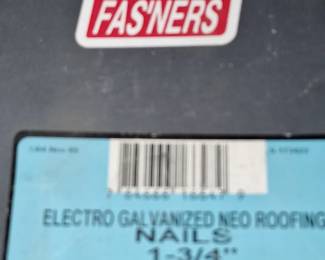 FAS'NERS
ELECTRO GALVANIZED NEO ROOFING
NAILS
1-3/4"